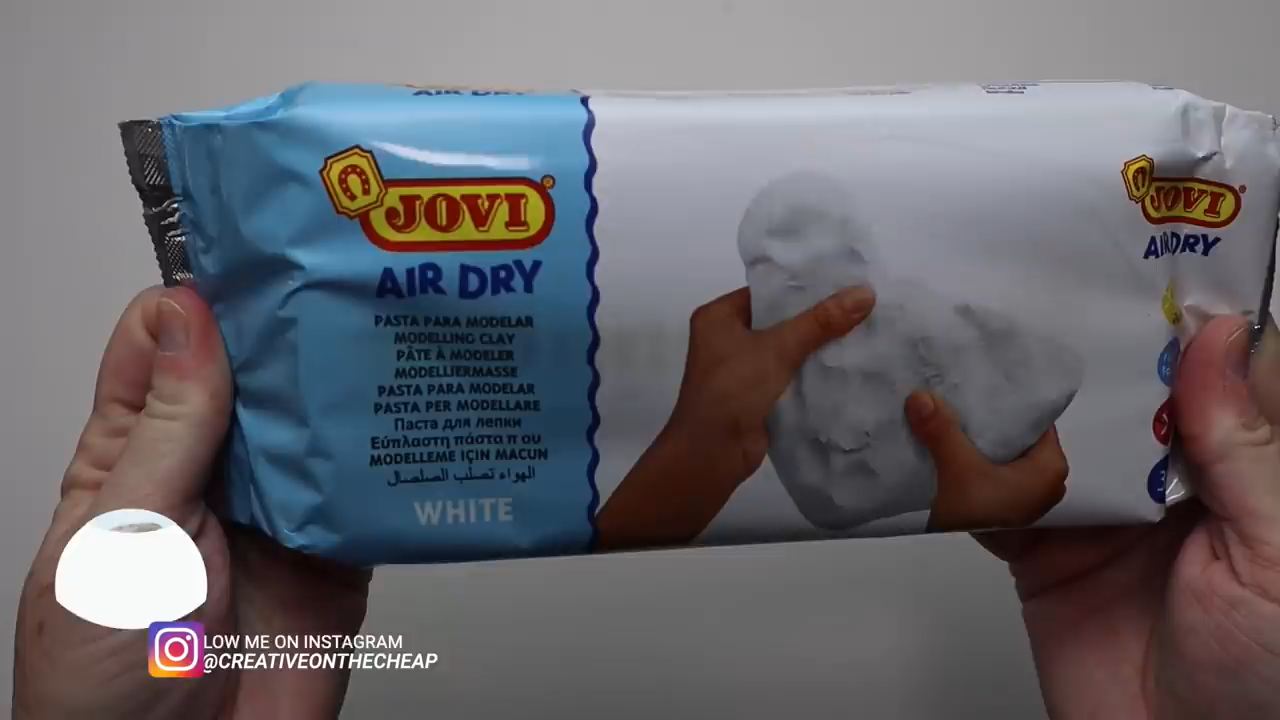 AIR DRY
JOVI
AIR DRY
PASTA PARA MODELAR
MODELLING CLAY
PÂTE À MODELER
MODELLIERMASSE
PASTA PARA MODELAR
PASTA PER MODELLARE
Паста для лепки
Εύπλαστη πάστα π ου
MODELLEME IÇIN MACUN
الهواء تصلب الصلصال
WHITE
JOVI
AIR DRY
LOW ME ON INSTAGRAM
@CREATIVEONTHECHEAP